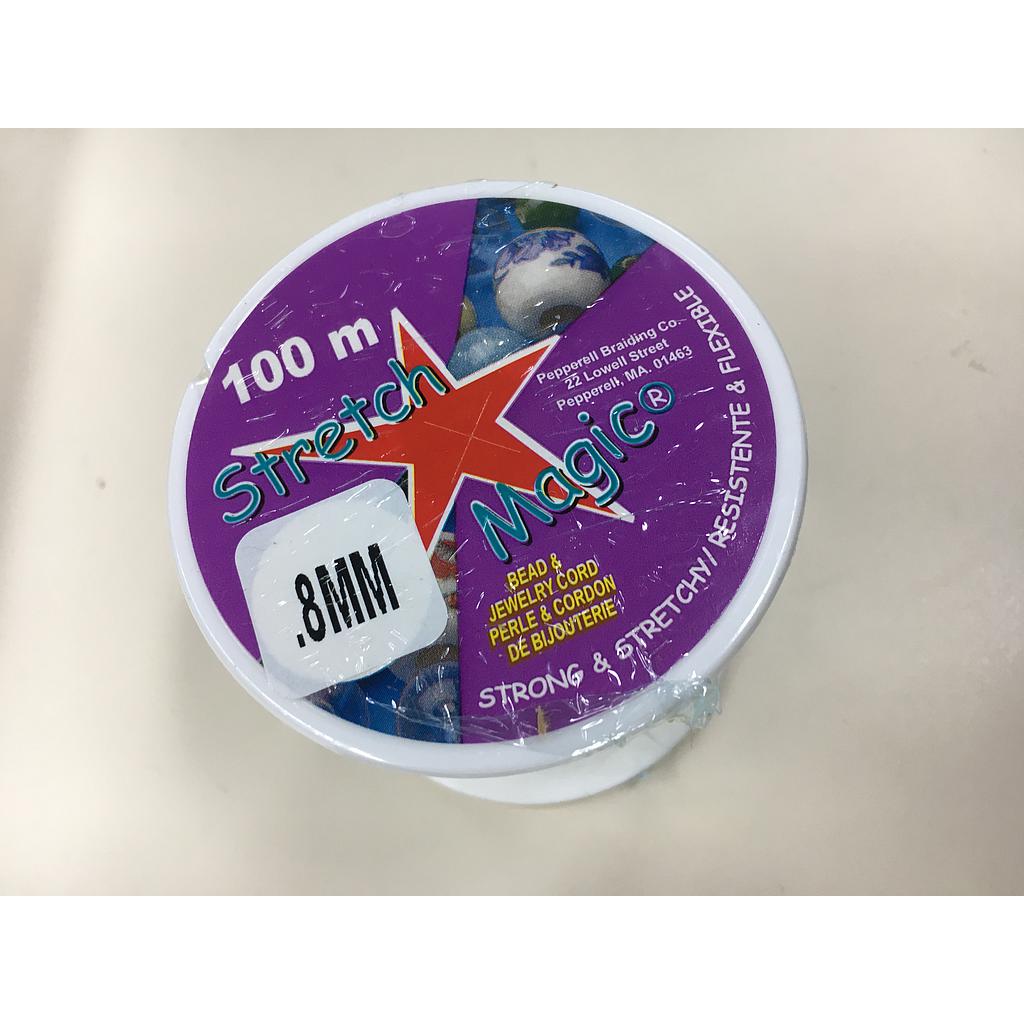 100 m
Stretch
Magic®
Pepperell Braiding Co.
22 Lowell Street
Pepperell, MA. 01463
.8MM
BEAD &
JEWELRY CORD
PERLE & CORDON
DE BIJOUTERIE
STRONG & STRETCHY/ RESISTENTE & FLEXIBLE